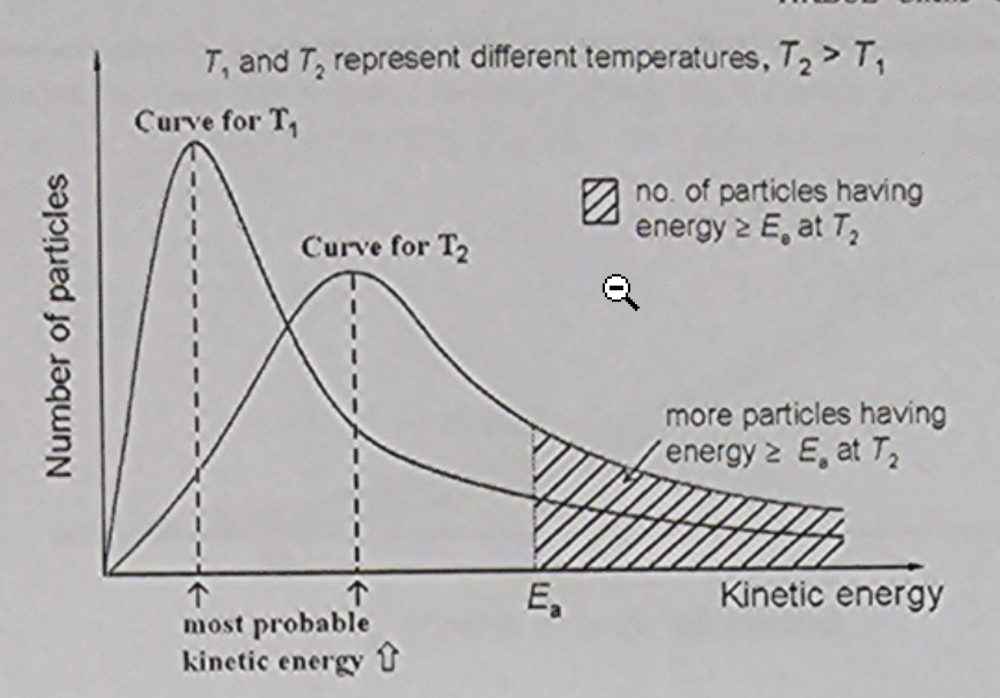 T₁ and T₂ represent different temperatures, T₂ > T₁
Curve for T₁
Number of particles
no. of particles having
energy ≥ Eₐ at T₂
Curve for T₂
more particles having
energy ≥ Eₐ at T₂
Eₐ
Kinetic energy
most probable
kinetic energy ⇧